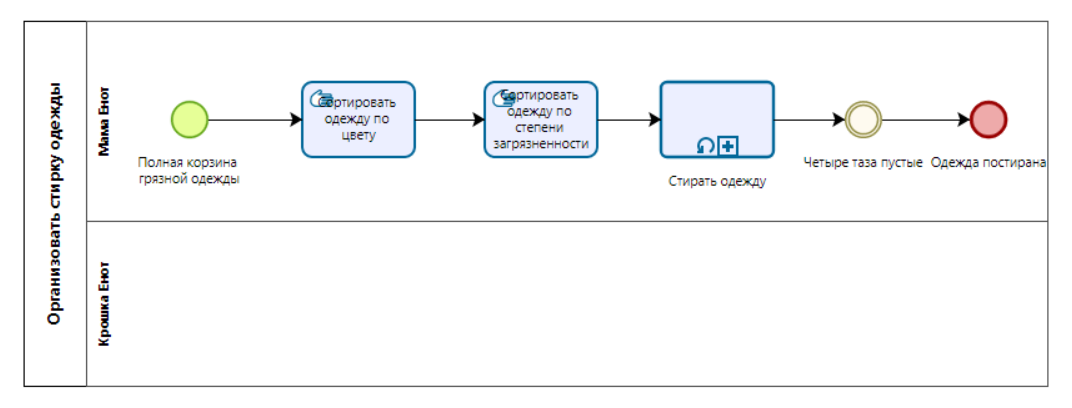 Организовать стирку одежды
Мама Енот
Полная корзина
грязной одежды
Сортировать
одежду по
цвету
Сортировать
одежду по
степени
загрязненности
Стирать одежду
Четыре таза пустые
Одежда постирана
Крошка Енот